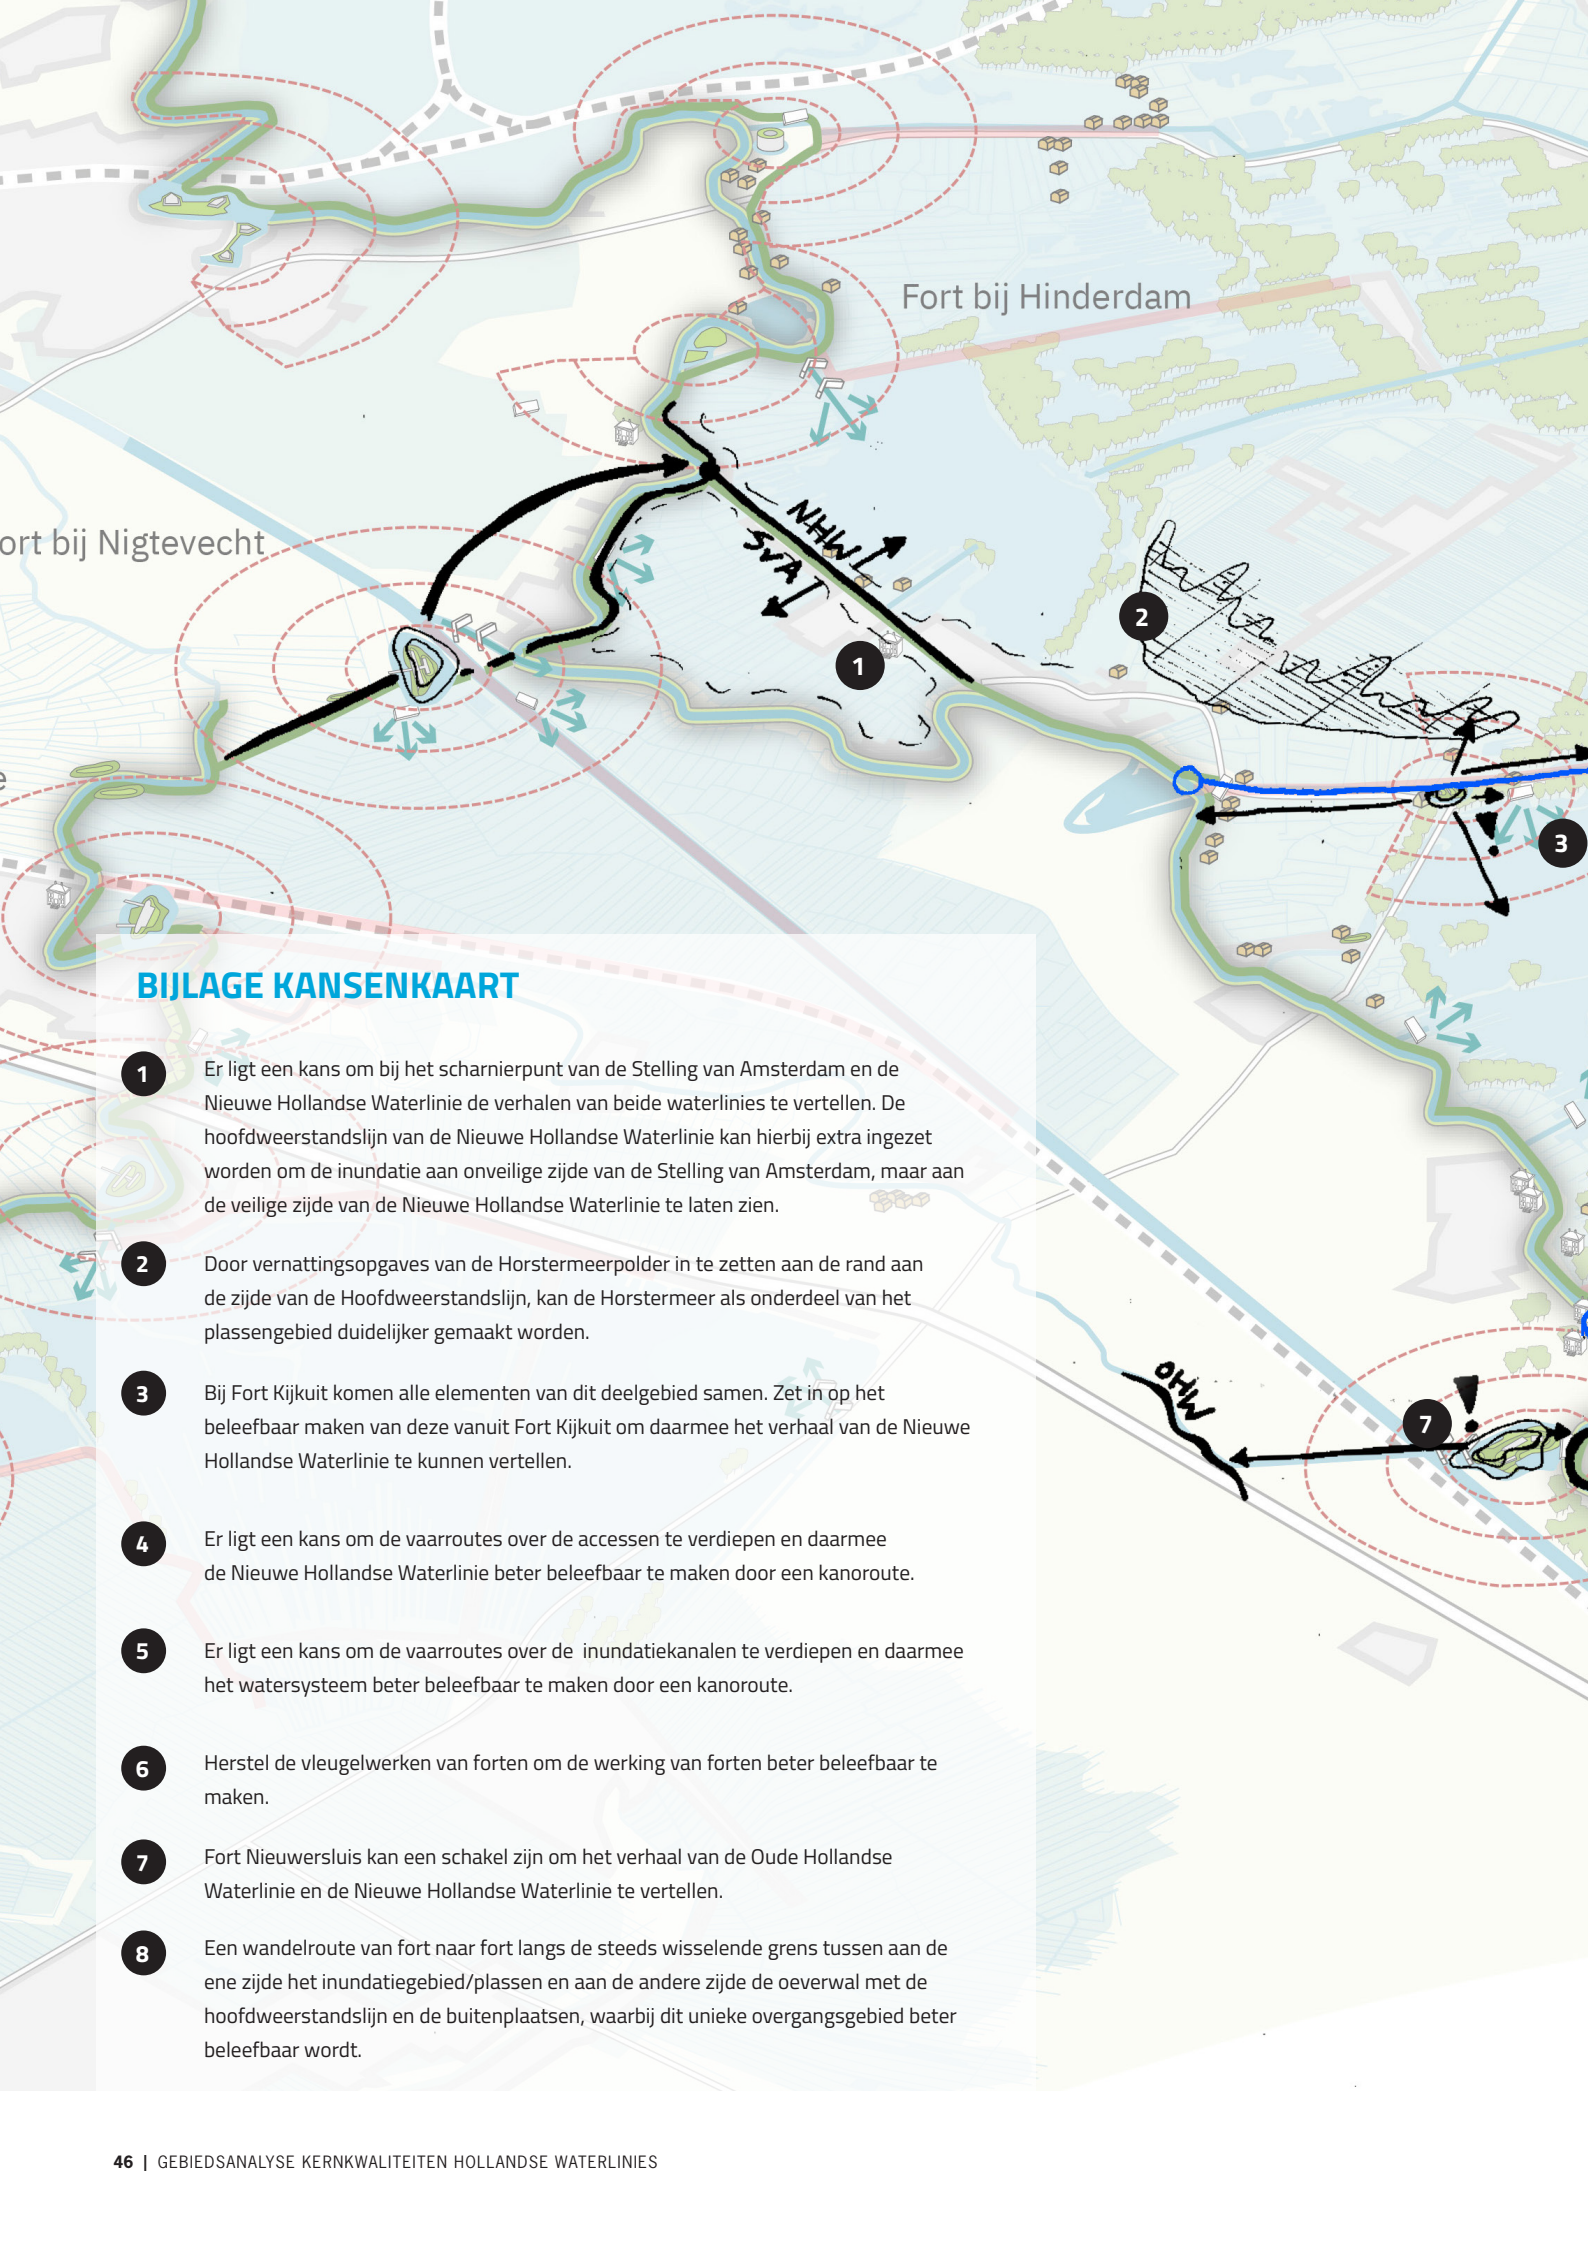 Fort bij Hinderdam
ort bij Nigtevecht
NHW
SvA
2
1
3
e
BIJLAGE KANSENKAART
1 Er ligt een kans om bij het scharnierpunt van de Stelling van Amsterdam en de
Nieuwe Hollandse Waterlinie de verhalen van beide waterlinies te vertellen. De
hoofdweerstandslijn van de Nieuwe Hollandse Waterlinie kan hierbij extra ingezet
worden om de inundatie aan onveilige zijde van de Stelling van Amsterdam, maar aan
de veilige zijde van de Nieuwe Hollandse Waterlinie te laten zien.
2 Door vernattingsopgaves van de Horstermeerpolder in te zetten aan de rand aan
de zijde van de Hoofdweerstandslijn, kan de Horstermeer als onderdeel van het
plassengebied duidelijker gemaakt worden.
3 Bij Fort Kijkuit komen alle elementen van dit deelgebied samen. Zet in op het
beleefbaar maken van deze vanuit Fort Kijkuit om daarmee het verhaal van de Nieuwe
Hollandse Waterlinie te kunnen vertellen.
4 Er ligt een kans om de vaarroutes over de accessen te verdiepen en daarmee
de Nieuwe Hollandse Waterlinie beter beleefbaar te maken door een kanoroute.
5 Er ligt een kans om de vaarroutes over de inundatiekanalen te verdiepen en daarmee
het watersysteem beter beleefbaar te maken door een kanoroute.
6 Herstel de vleugelwerken van forten om de werking van forten beter beleefbaar te
maken.
7 Fort Nieuwersluis kan een schakel zijn om het verhaal van de Oude Hollandse
Waterlinie en de Nieuwe Hollandse Waterlinie te vertellen.
8 Een wandelroute van fort naar fort langs de steeds wisselende grens tussen aan de
ene zijde het inundatiegebied/plassen en aan de andere zijde de oeverwal met de
hoofdweerstandslijn en de buitenplaatsen, waarbij dit unieke overgangsgebied beter
beleefbaar wordt.
OHW
!
7
!
46 | GEBIEDSANALYSE KERNKWALITEITEN HOLLANDSE WATERLINIES